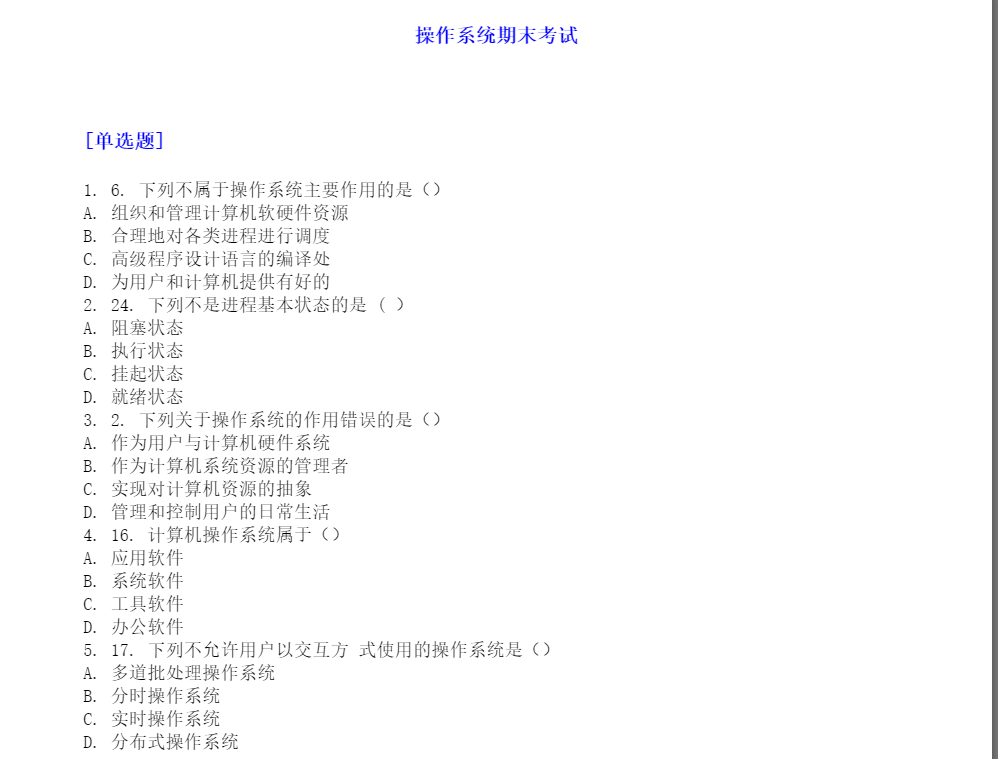 操作系统期末考试
[单选题]
1. 6. 下列不属于操作系统主要作用的是（）
A. 组织和管理计算机软硬件资源
B. 合理地对各类进程进行调度
C. 高级程序设计语言的编译处
D. 为用户和计算机提供有好的
2. 24. 下列不是进程基本状态的是 ( )
A. 阻塞状态
B. 执行状态
C. 挂起状态
D. 就绪状态
3. 2. 下列关于操作系统的作用错误的是（）
A. 作为用户与计算机硬件系统
B. 作为计算机系统资源的管理者
C. 实现对计算机资源的抽象
D. 管理和控制用户的日常生活
4. 16. 计算机操作系统属于（）
A. 应用软件
B. 系统软件
C. 工具软件
D. 办公软件
5. 17. 下列不允许用户以交互方 式使用的操作系统是（）
A. 多道批处理操作系统
B. 分时操作系统
C. 实时操作系统
D. 分布式操作系统